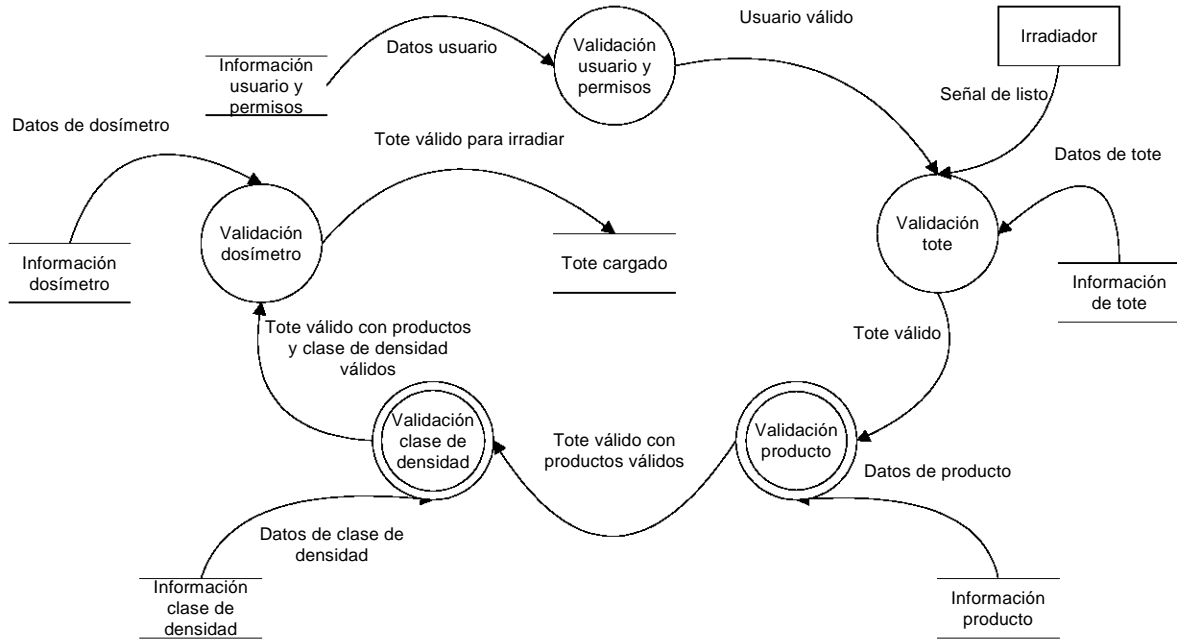 Usuario válido
Datos usuario
Validación
usuario y
permisos
Irradiador
Información
usuario y
permisos
Señal de listo
Datos de dosímetro
Tote válido para irradiar
Datos de tote
Validación
dosímetro
Validación
tote
Información
dosímetro
Tote cargado
Información
de tote
Tote válido con productos
y clase de densidad
válidos
Tote válido
Validación
clase de
densidad
Tote válido con
productos válidos
Validación
producto
Datos de producto
Datos de clase de
densidad
Información
clase de
densidad
Información
producto